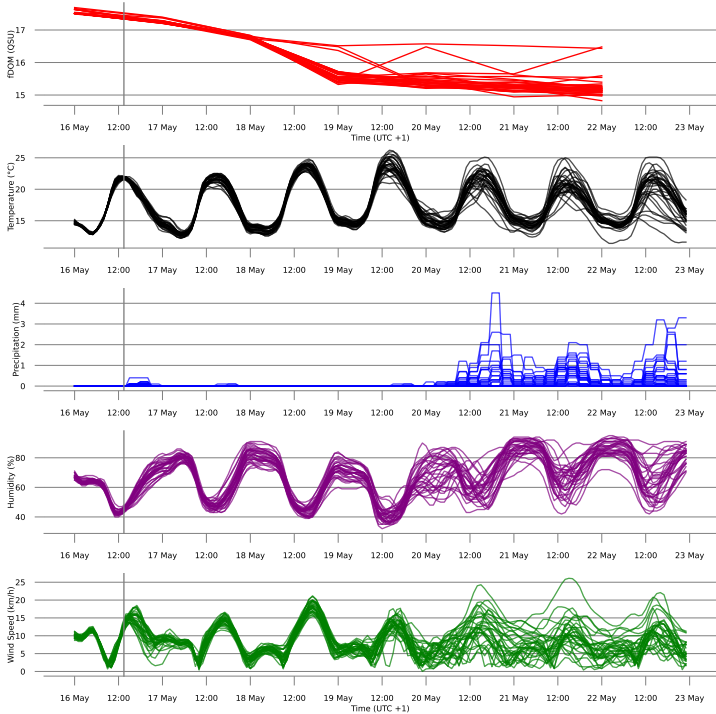 fDOM (QSU)
17
16
15
16 May 12:00 17 May 12:00 18 May 12:00 19 May 12:00 20 May 12:00 21 May 12:00 22 May 12:00 23 May
Time (UTC +1)
Temperature (°C)
25
20
15
16 May 12:00 17 May 12:00 18 May 12:00 19 May 12:00 20 May 12:00 21 May 12:00 22 May 12:00 23 May
Precipitation (mm)
4
3
2
1
0
16 May 12:00 17 May 12:00 18 May 12:00 19 May 12:00 20 May 12:00 21 May 12:00 22 May 12:00 23 May
Humidity (%)
80
60
40
16 May 12:00 17 May 12:00 18 May 12:00 19 May 12:00 20 May 12:00 21 May 12:00 22 May 12:00 23 May
Wind Speed (km/h)
25
20
15
10
5
0
16 May 12:00 17 May 12:00 18 May 12:00 19 May 12:00 20 May 12:00 21 May 12:00 22 May 12:00 23 May
Time (UTC +1)